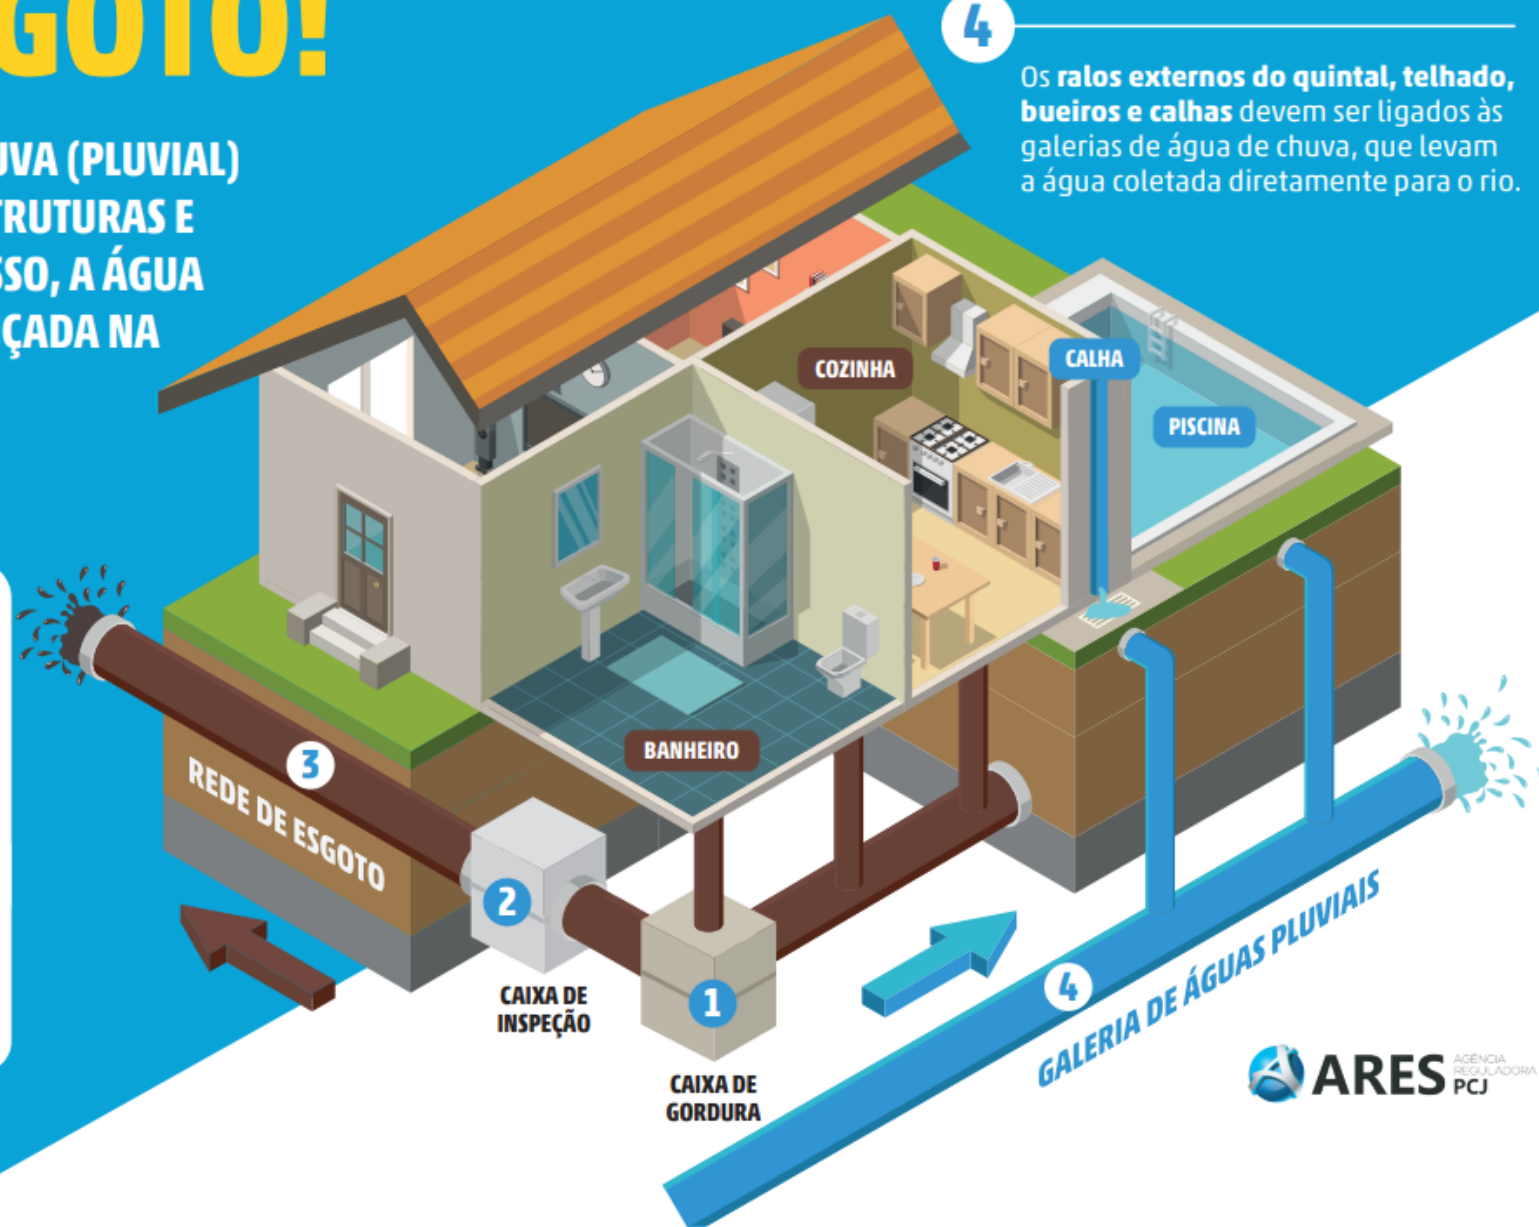 GOTO!
UVA (PLUVIAL)
TRUTURAS E
SSO, A ÁGUA
ÇADA NA
4
Os ralos externos do quintal, telhado,
bueiros e calhas devem ser ligados às
galerias de água de chuva, que levam
a água coletada diretamente para o rio.
COZINHA
CALHA
PISCINA
BANHEIRO
3
REDE DE ESGOTO
2
CAIXA DE
INSPEÇÃO
1
CAIXA DE
GORDURA
4
GALERIA DE ÁGUAS PLUVIAIS
ARES
AGÊNCIA
REGULADORA
PCJ